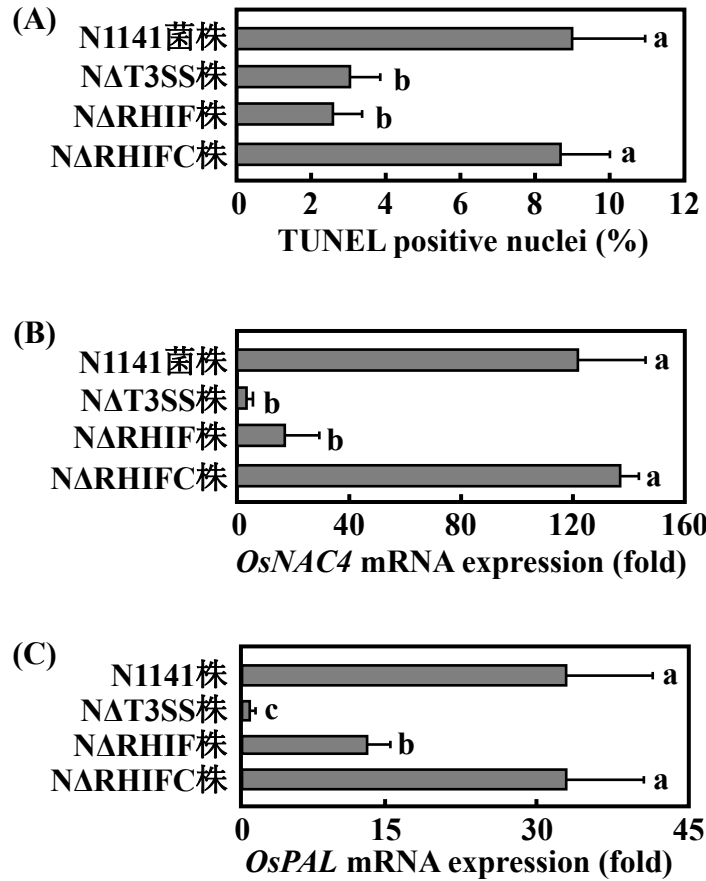 (A)
N1141菌株 a
NΔT3SS株 b
NΔRHIF株 b
NΔRHIFC株 a
0 2 4 6 8 10 12
TUNEL positive nuclei (%)
(B)
N1141菌株 a
NΔT3SS株 b
NΔRHIF株 b
NΔRHIFC株 a
0 40 80 120 160
OsNAC4 mRNA expression (fold)
(C)
N1141株 a
NΔT3SS株 c
NΔRHIF株 b
NΔRHIFC株 a
0 15 30 45
OsPAL mRNA expression (fold)